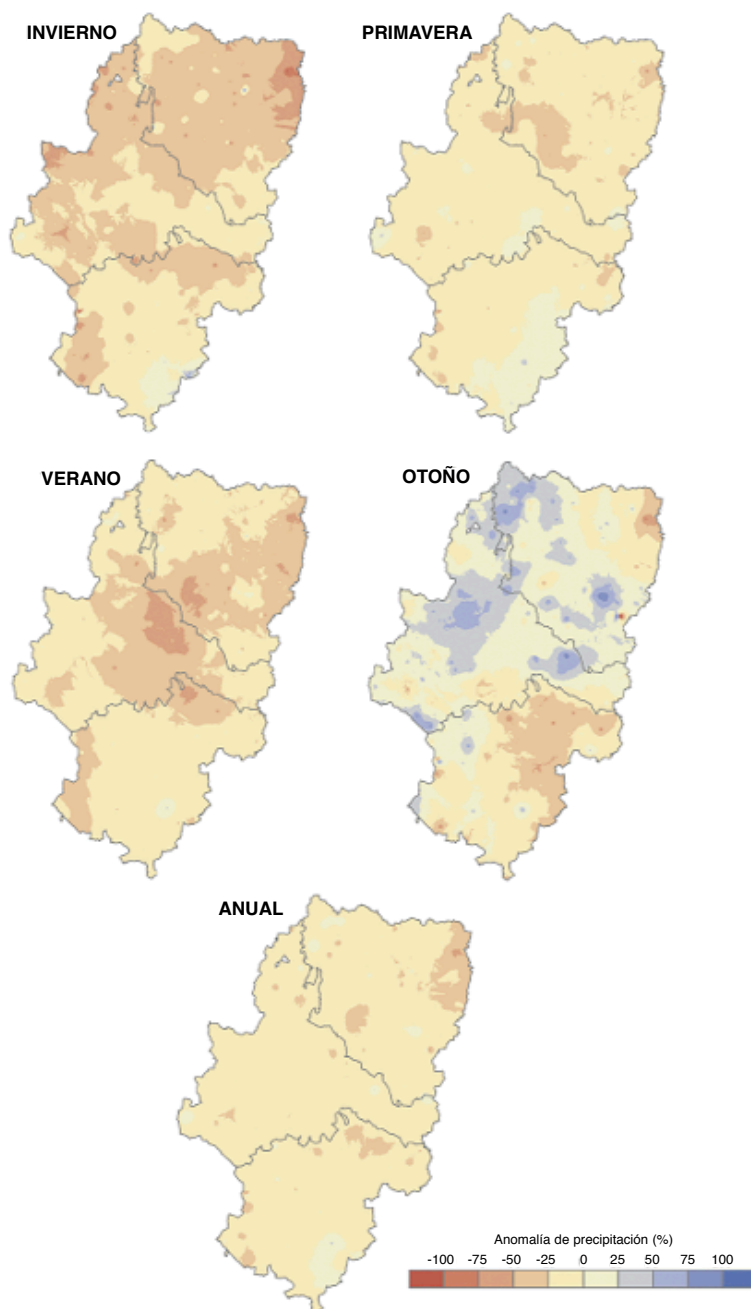 INVIERNO
PRIMAVERA
VERANO
OTOÑO
ANUAL
Anomalía de precipitación (%)
-100 -75 -50 -25 0 25 50 75 100